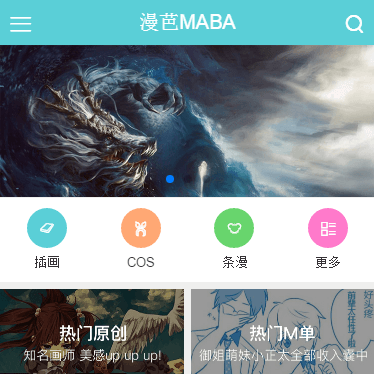 漫芭MABA
插画
COS
条漫
更多
热门原创
知名画师 美感up up up!
热门M单
御姐萌妹小正太全部收入囊中